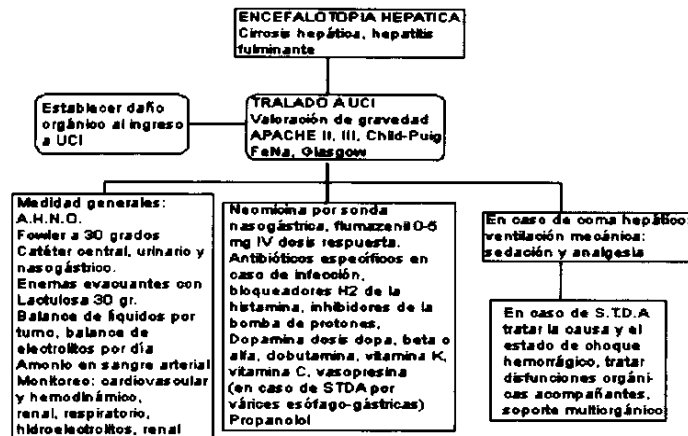 ENCEFALOTOPIA HEPATICA
Cirrosis hepática, hepatitis
fulminante
Establecer daño
orgánico al ingreso
a UCI
TRALADO A UCI
Valoración de gravedad
APACHE II, III, Child-Puig
FeNa, Glasgow
Medidad generales:
A.H.N.O.
Fowler a 30 grados
Catéter central, urinario y
nasogástrico.
Enemas evacuantes con
Lactulosa 30 gr.
Balance de líquidos por
turno, balance de
electrolitos por día
Amonio en sangre arterial
Monitoreo: cardiovascular
y hemodinámico,
renal, respiratorio,
hidroelectrolitos, renal
Neomicina por sonda
nasogástrica, flumazenil 0-5
mg IV dosis respuesta.
Antibióticos específicos en
caso de infección,
bloqueadores H2 de la
histamina, inhibidores de la
bomba de protones,
Dopamina dosis dopa, beta o
alfa, dobutamina, vitamina K,
vitamina C, vasopresina
(en caso de STDA por
várices esófago-gástricas)
Propanolol
En caso de coma hepático:
ventilación mecánica:
sedación y analgesia
En caso de S.T.D.A
tratar la causa y el
estado de choque
hemorrágico, tratar
disfunciones orgáni-
cas acompañantes,
soporte multiorgánico